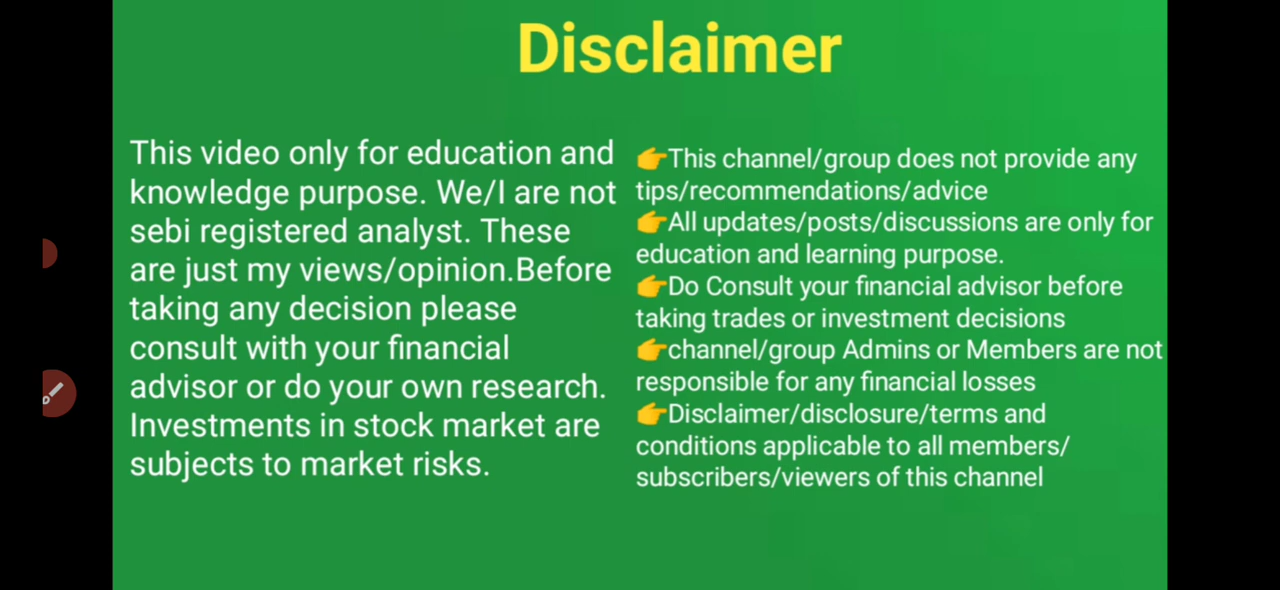 Disclaimer
This video only for education and
knowledge purpose. We/I are not
sebi registered analyst. These
are just my views/opinion.Before
taking any decision please
consult with your financial
advisor or do your own research.
Investments in stock market are
subjects to market risks.
👉This channel/group does not provide any
tips/recommendations/advice
👉All updates/posts/discussions are only for
education and learning purpose.
👉Do Consult your financial advisor before
taking trades or investment decisions
👉channel/group Admins or Members are not
responsible for any financial losses
👉Disclaimer/disclosure/terms and
conditions applicable to all members/
subscribers/viewers of this channel